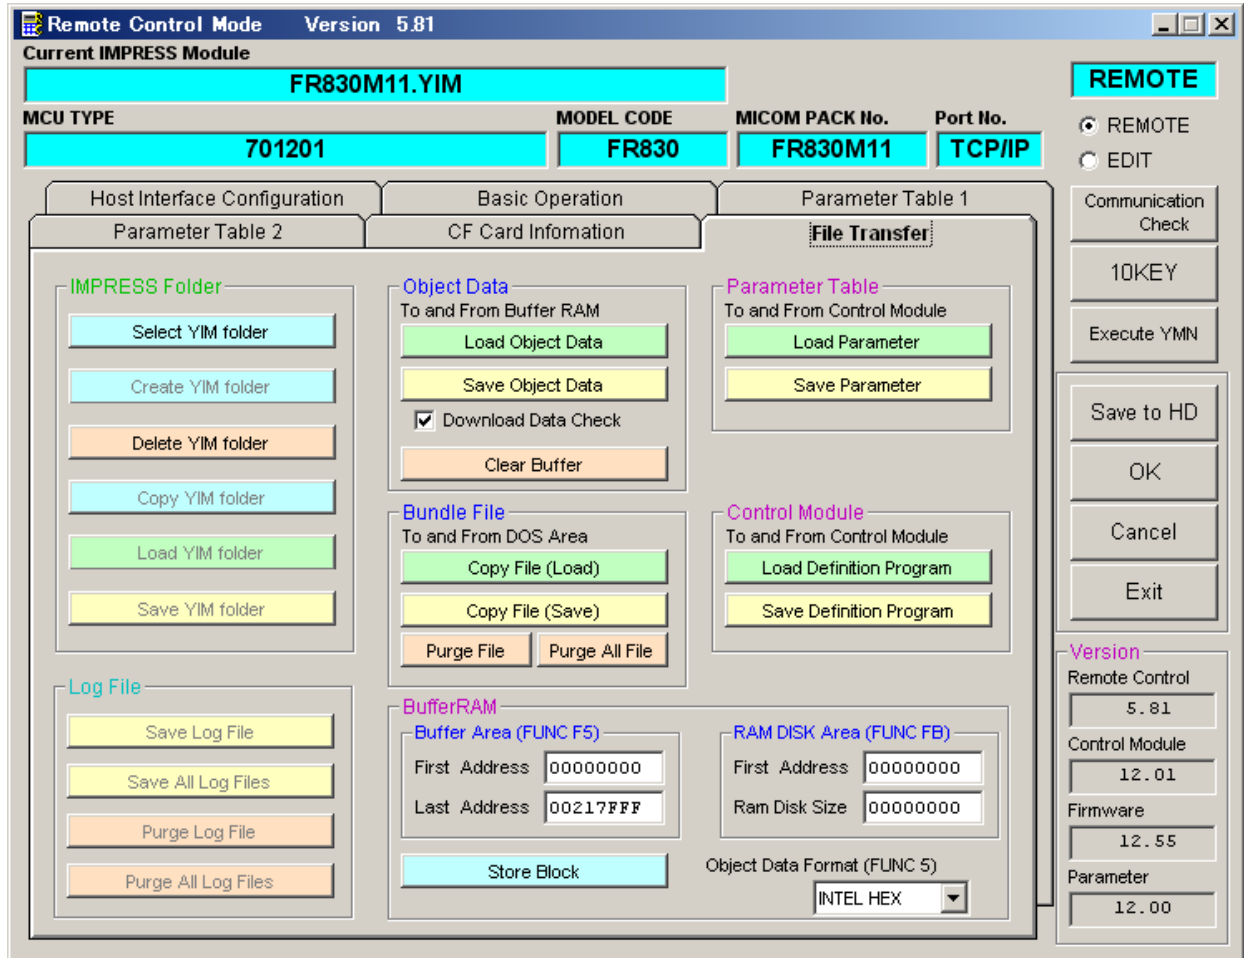 Remote Control Mode Version 5.81
Current IMPRESS Module
FR830M11.YIM
REMOTE
MCU TYPE MODEL CODE MICOM PACK No. Port No.
701201 FR830 FR830M11 TCP/IP
REMOTE
EDIT
Host Interface Configuration Basic Operation Parameter Table 1
Parameter Table 2 CF Card Infomation File Transfer
Communication Check
10KEY
Execute YMN
Save to HD
OK
Cancel
Exit
IMPRESS Folder
Select YIM folder
Create YIM folder
Delete YIM folder
Copy YIM folder
Load YIM folder
Save YIM folder
Log File
Save Log File
Save All Log Files
Purge Log File
Purge All Log Files
Object Data
To and From Buffer RAM
Load Object Data
Save Object Data
Download Data Check
Clear Buffer
Bundle File
To and From DOS Area
Copy File (Load)
Copy File (Save)
Purge File Purge All File
Parameter Table
To and From Control Module
Load Parameter
Save Parameter
Control Module
To and From Control Module
Load Definition Program
Save Definition Program
BufferRAM
Buffer Area (FUNC F5)
First Address 00000000
Last Address 00217FFF
RAM DISK Area (FUNC FB)
First Address 00000000
Ram Disk Size 00000000
Store Block
Object Data Format (FUNC 5)
INTEL HEX
Version
Remote Control
5.81
Control Module
12.01
Firmware
12.55
Parameter
12.00